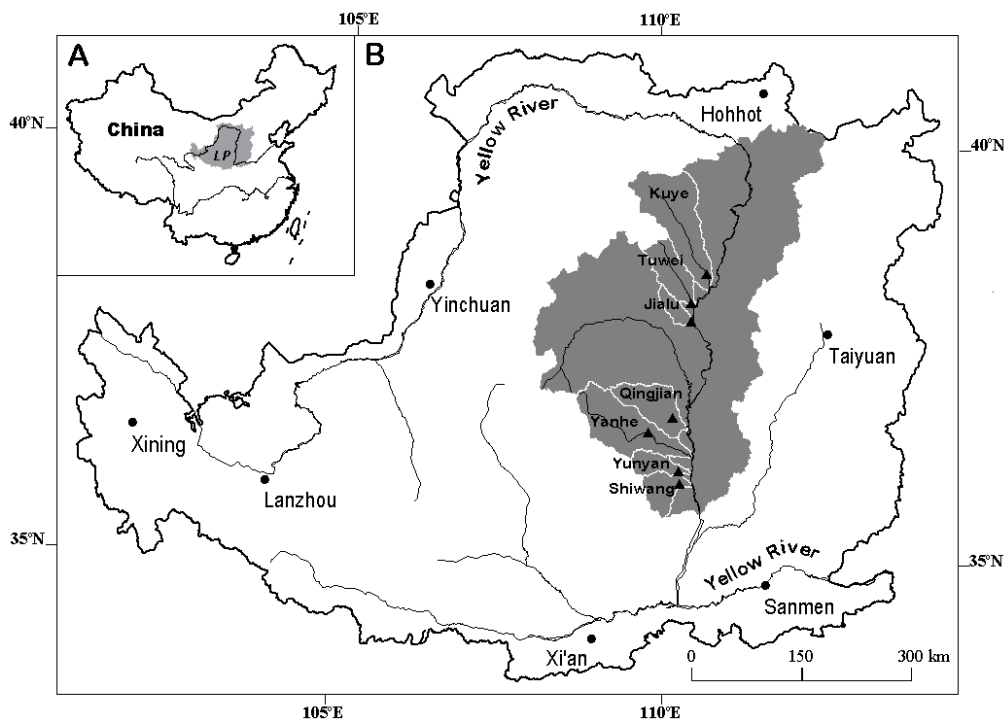 105°E
110°E
A
B
China
LP
40°N
40°N
Yellow River
Hohhot
Kuye
Tuwei
Jialu
Yinchuan
Taiyuan
Qingjian
Yanhe
Xining
Yunyan
Shiwang
Lanzhou
35°N
35°N
Yellow River
Sanmen
Xi'an
0 150 300 km
105°E
110°E